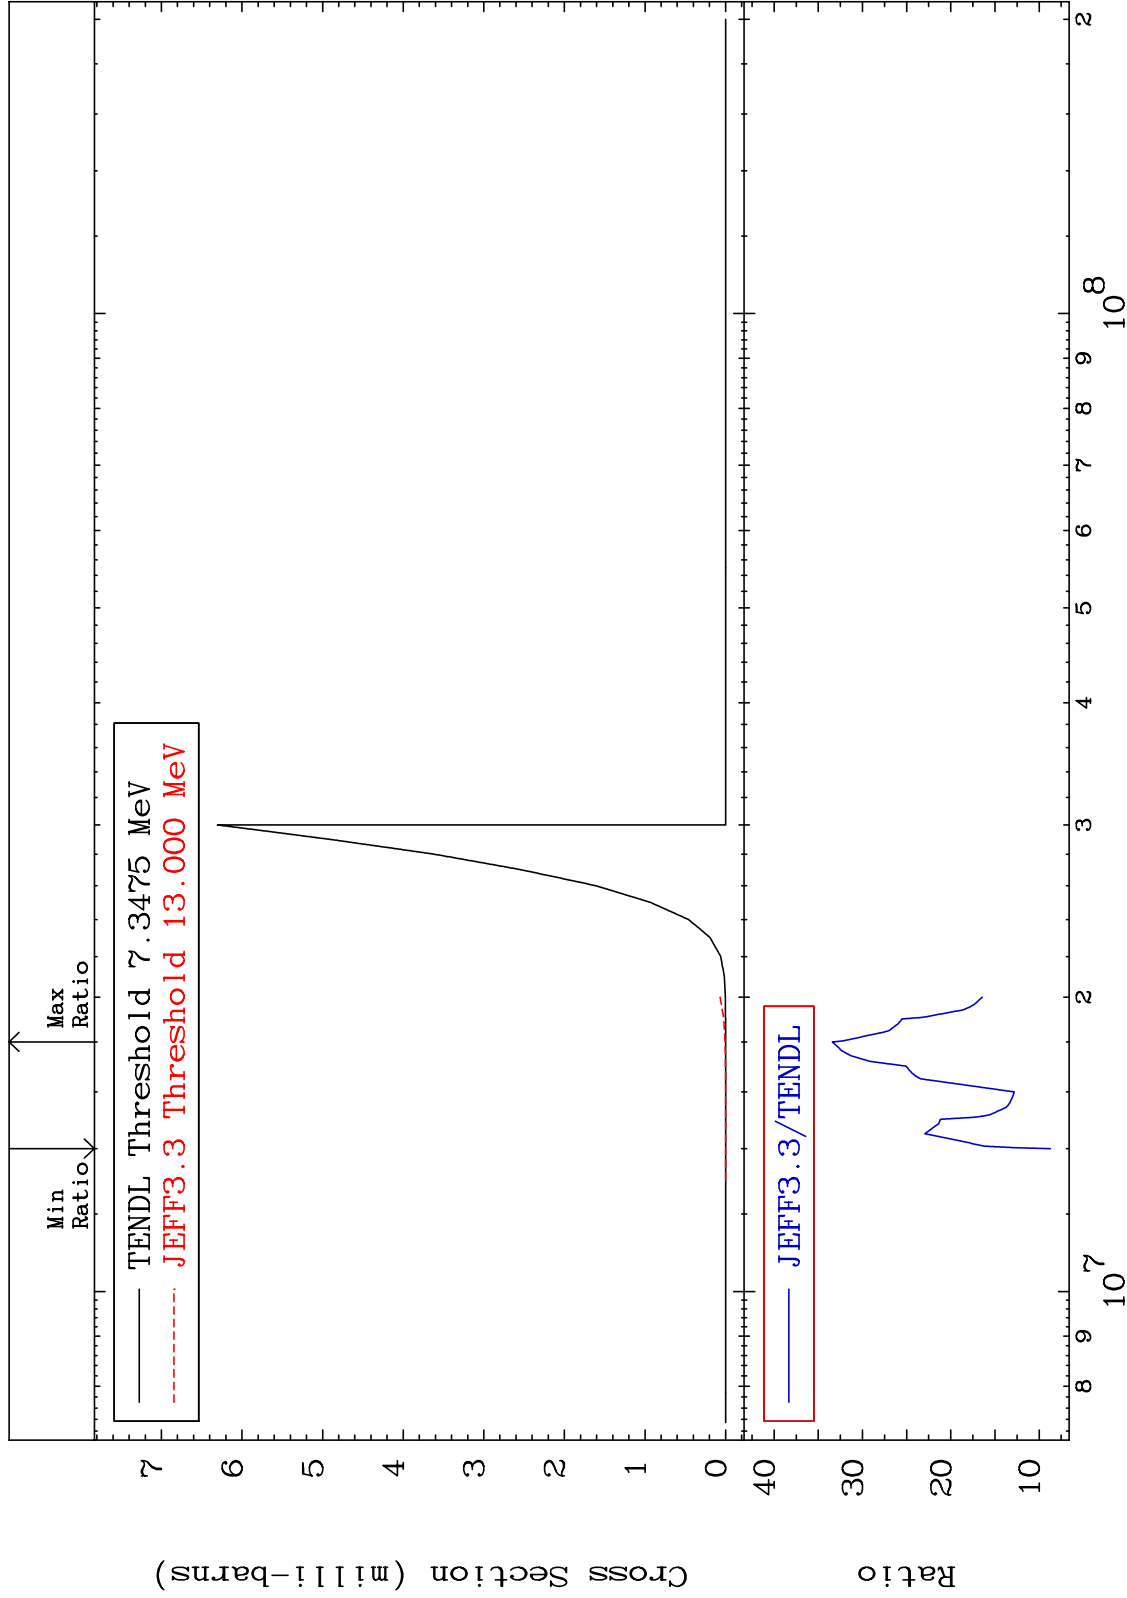 Min
Ratio
Max
Ratio
TENDL Threshold 7.3475 MeV
JEFF3.3 Threshold 13.000 MeV
7
6
5
4
3
2
1
0
Cross Section (milli-barns)
JEFF3.3/TENDL
40
30
20
10
Ratio
8 9 10^7 2 3 4 5 6 7 8 9 10^8 2